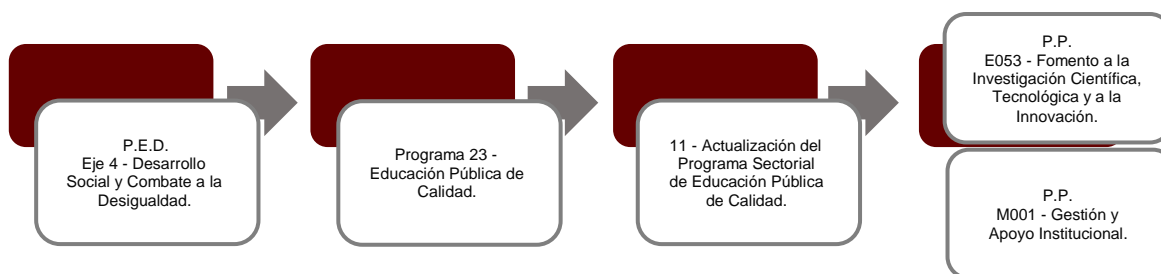 P.E.D.
Eje 4 - Desarrollo
Social y Combate a la
Desigualdad.
Programa 23 -
Educación Pública de
Calidad.
11 - Actualización del
Programa Sectorial
de Educación Pública
de Calidad.
P.P.
E053 - Fomento a la
Investigación Científica,
Tecnológica y a la
Innovación.
P.P.
M001 - Gestión y
Apoyo Institucional.